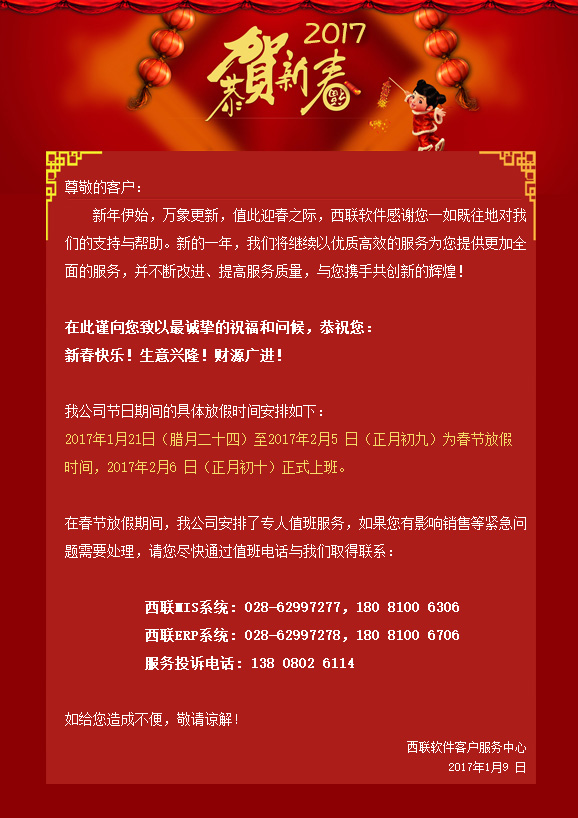 2017
恭賀新春
福
尊敬的客户：
新年伊始，万象更新，值此迎春之际，西联软件感谢您一如既往地对我
们的支持与帮助。新的一年，我们将继续以优质高效的服务为您提供更加全
面的服务，并不断改进、提高服务质量，与您携手共创新的辉煌！
在此谨向您致以最诚挚的祝福和问候，恭祝您：
新春快乐！生意兴隆！财源广进！
我公司节日期间的具体放假时间安排如下：
2017年1月21日（腊月二十四）至2017年2月5 日（正月初九）为春节放假
时间，2017年2月6 日（正月初十）正式上班。
在春节放假期间，我公司安排了专人值班服务，如果您有影响销售等紧急问
题需要处理，请您尽快通过值班电话与我们取得联系：
西联MIS系统：028-62997277，180 8100 6306
西联ERP系统：028-62997278，180 8100 6706
服务投诉电话：138 0802 6114
如给您造成不便，敬请谅解！
西联软件客户服务中心
2017年1月9 日